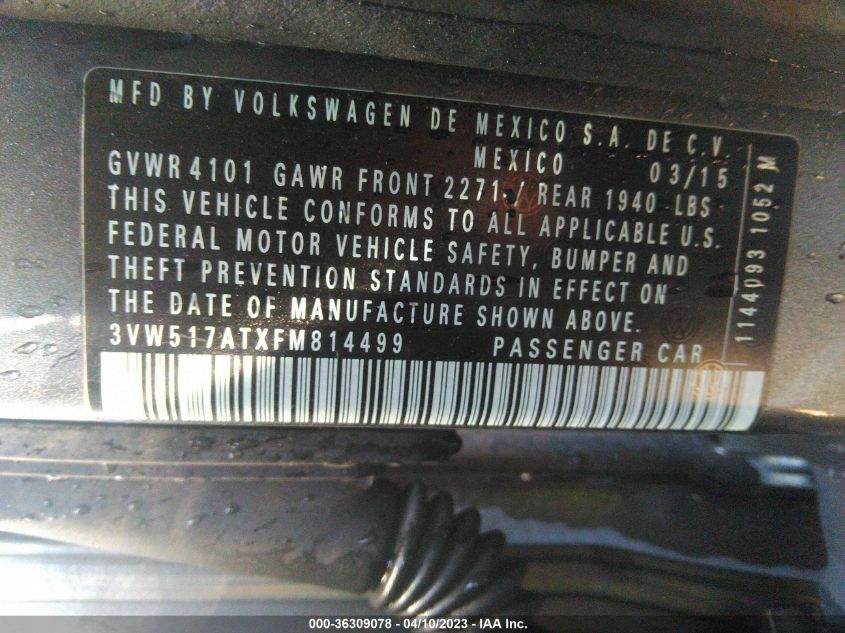 MFD BY VOLKSWAGEN DE MEXICO S.A. DE C.V.
MEXICO 03/15
GVWR 4101 GAWR FRONT 2271 / REAR 1940 LBS
THIS VEHICLE CONFORMS TO ALL APPLICABLE U.S.
FEDERAL MOTOR VEHICLE SAFETY, BUMPER AND
THEFT PREVENTION STANDARDS IN EFFECT ON
THE DATE OF MANUFACTURE SHOWN ABOVE.
3VW517ATXFM814499 PASSENGER CAR
1144093 1052 M
000-36309078 - 04/10/2023 - IAA Inc.